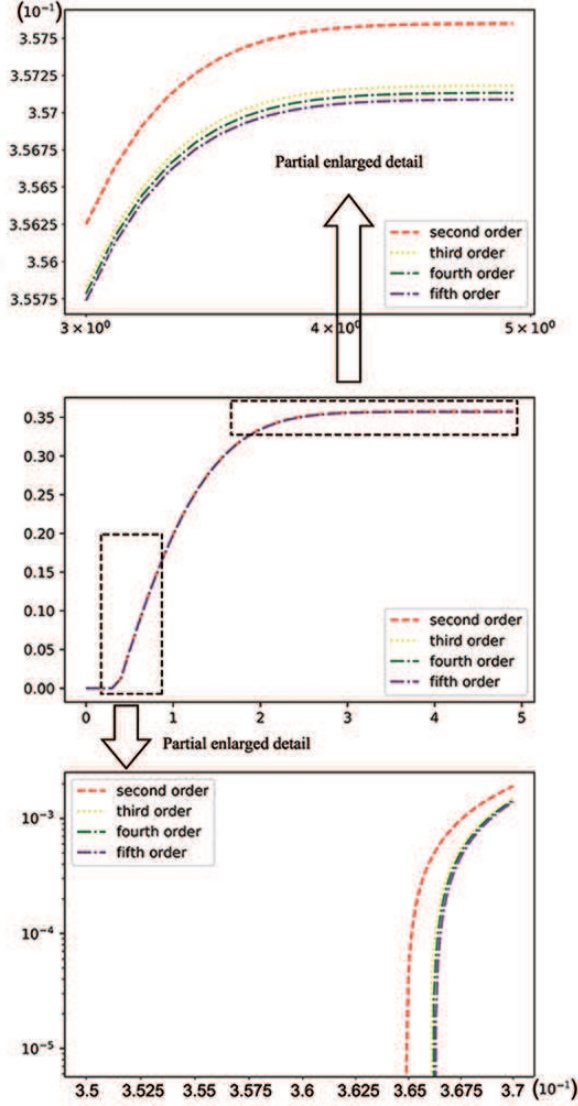 (10⁻¹)
3.575
3.5725
3.57
3.5675
3.565
3.5625
3.56
3.5575
Partial enlarged detail
second order
third order
fourth order
fifth order
3 × 10⁰ 4 × 10⁰ 5 × 10⁰
0.35
0.30
0.25
0.20
0.15
0.10
0.05
0.00
second order
third order
fourth order
fifth order
0 1 2 3 4 5
Partial enlarged detail
second order
third order
fourth order
fifth order
10⁻³
10⁻⁴
10⁻⁵
3.5 3.525 3.55 3.575 3.6 3.625 3.65 3.675 3.7 (10⁻¹)